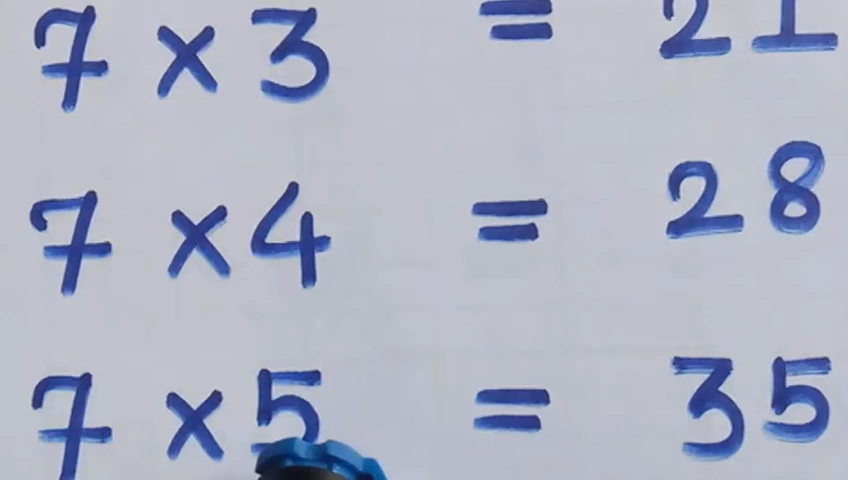 7 × 3 = 21
7 × 4 = 28
7 × 5 = 35